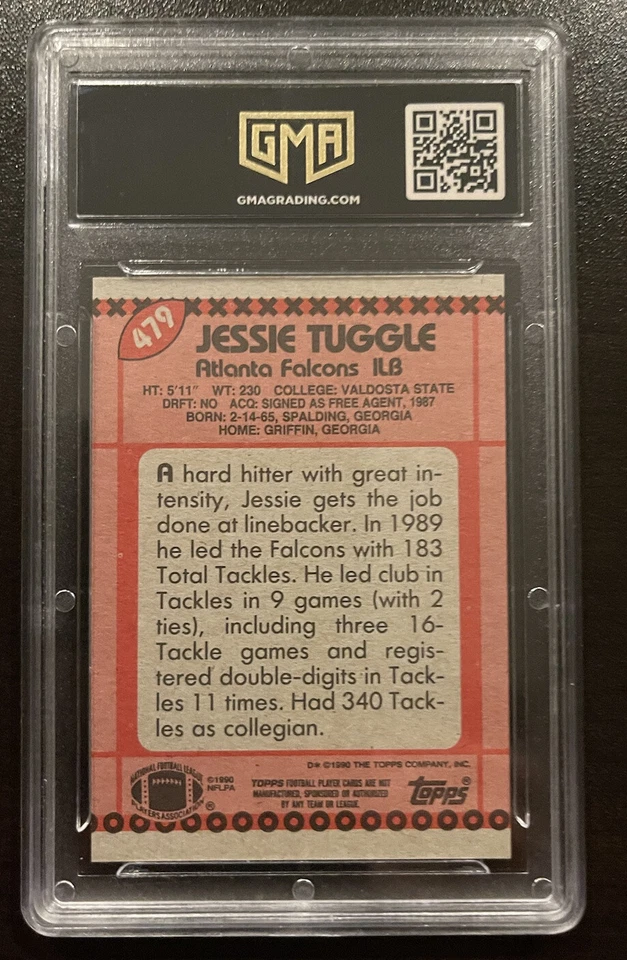 GMA
GMAGRADING.COM
479
JESSIE TUGGLE
Atlanta Falcons ILB
HT: 5'11" WT: 230 COLLEGE: VALDOSTA STATE
DRFT: NO ACQ: SIGNED AS FREE AGENT, 1987
BORN: 2-14-65, SPALDING, GEORGIA
HOME: GRIFFIN, GEORGIA
A hard hitter with great in-
tensity, Jessie gets the job
done at linebacker. In 1989
he led the Falcons with 183
Total Tackles. He led club in
Tackles in 9 games (with 2
ties), including three 16-
Tackle games and regis-
tered double-digits in Tack-
les 11 times. Had 340 Tack-
les as collegian.
D* ©1990 THE TOPPS COMPANY, INC.
NATIONAL FOOTBALL LEAGUE
PLAYERS ASSOCIATION ®
©1990
NFLPA
TOPPS FOOTBALL PLAYER CARDS ARE NOT
MANUFACTURED, SPONSORED OR AUTHORIZED
BY ANY TEAM OR LEAGUE.
topps®